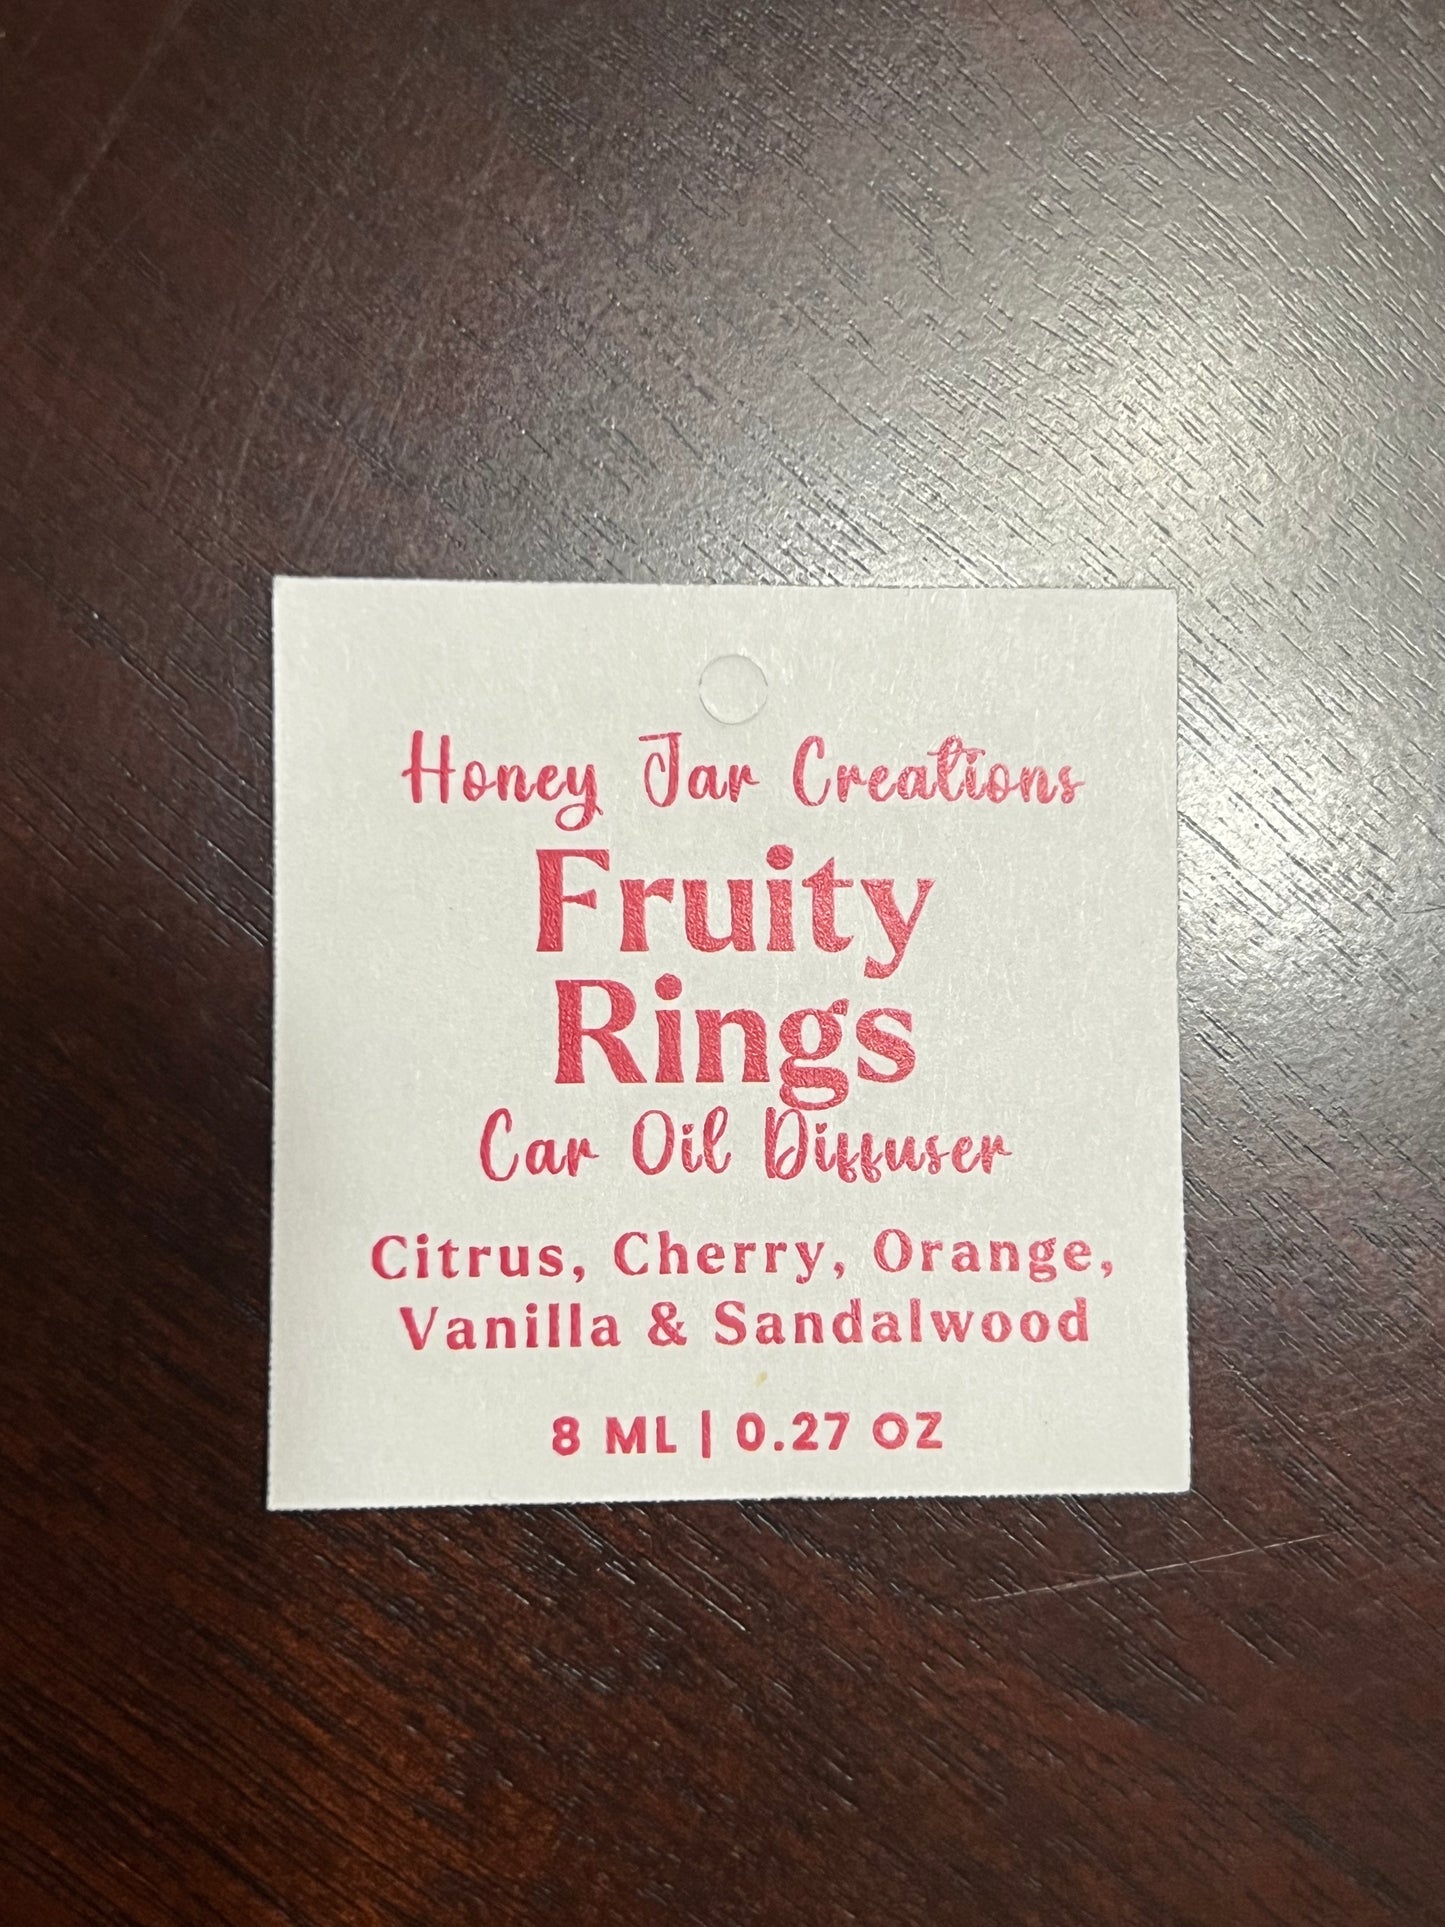 Honey Jar Creations
Fruity
Rings
Car Oil Diffuser
Citrus, Cherry, Orange,
Vanilla & Sandalwood
8 ML | 0.27 OZ